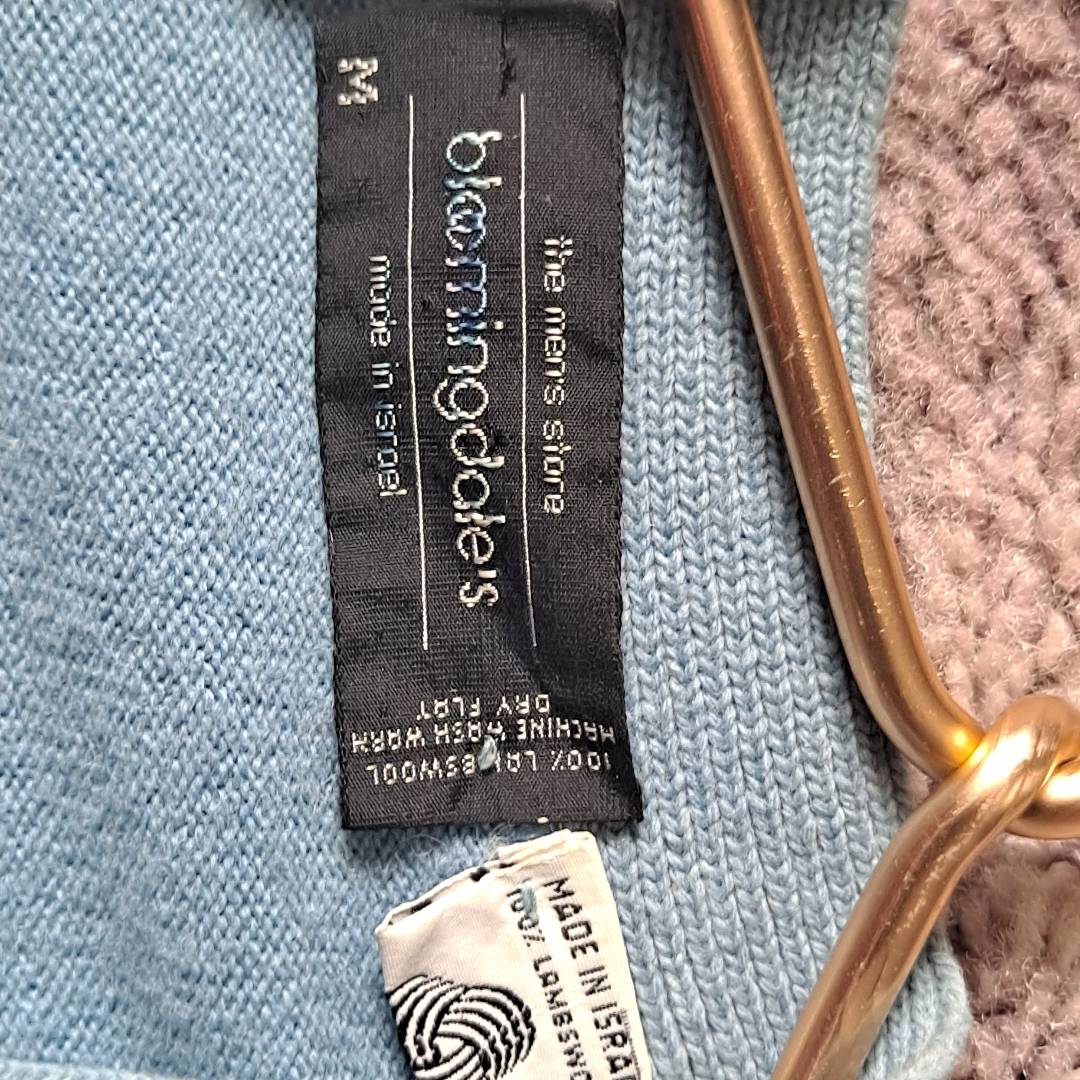 the men's store
bloomingdale's
made in israel
M
100% LAMBSWOOL
MACHINE WASH WARM
DRY FLAT
MADE IN ISRA
100% LAMBSWO